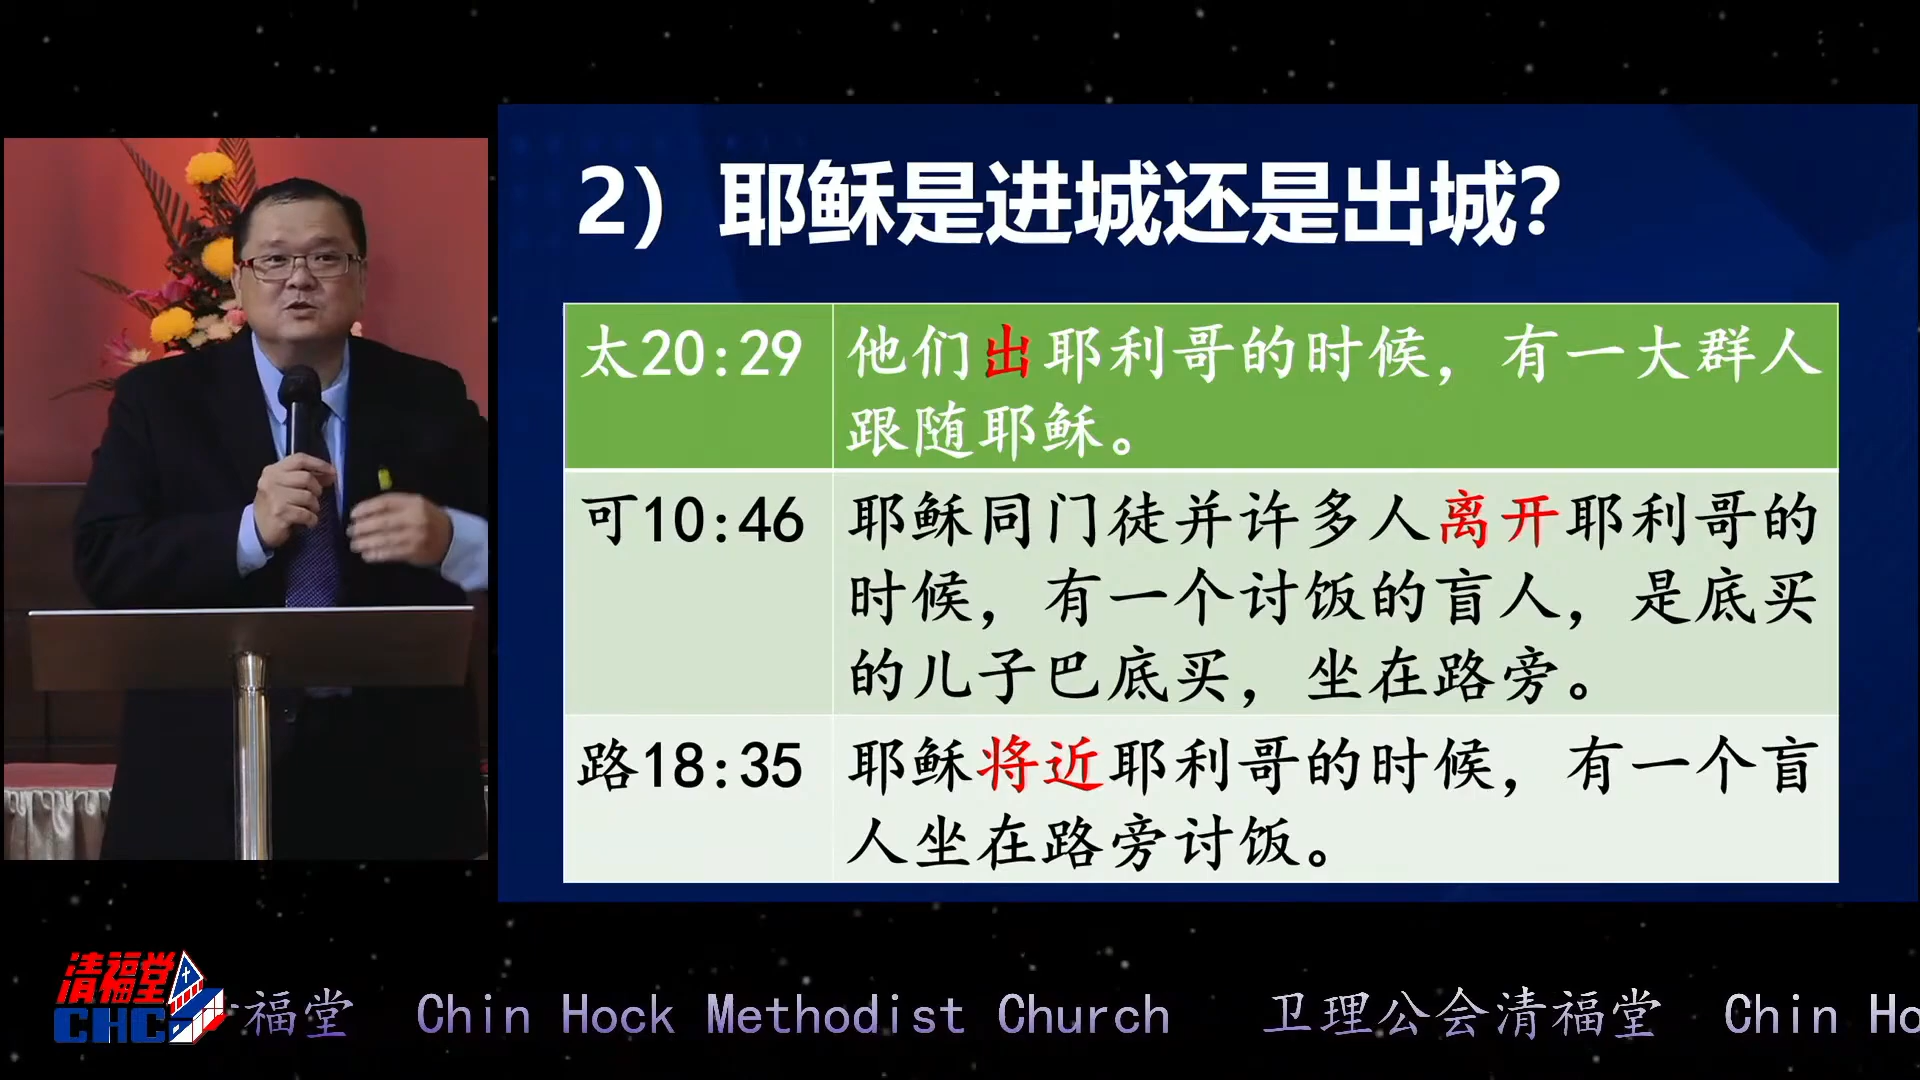 2）耶稣是进城还是出城？
太20:29
他们出耶利哥的时候，有一大群人
跟随耶稣。
可10:46
耶稣同门徒并许多人离开耶利哥的
时候，有一个讨饭的盲人，是底买
的儿子巴底买，坐在路旁。
路18:35
耶稣将近耶利哥的时候，有一个盲
人坐在路旁讨饭。
清福堂
CHC
福堂 Chin Hock Methodist Church 卫理公会清福堂 Chin Ho